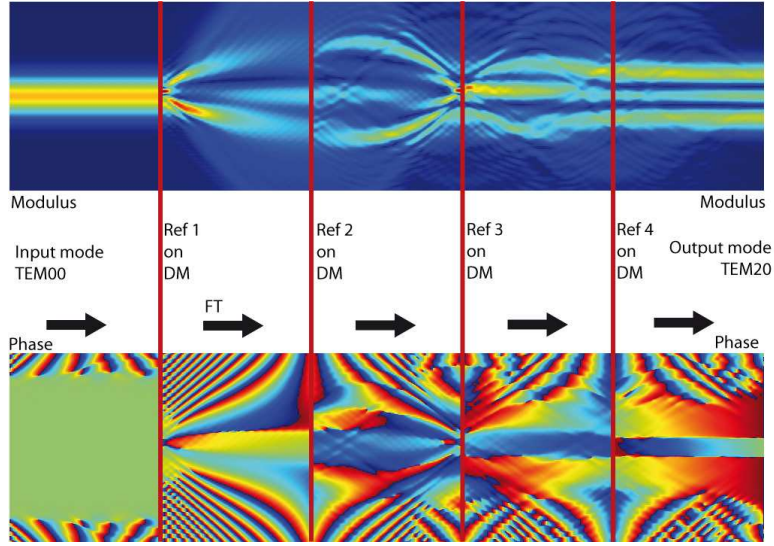 Modulus
Modulus
Input mode
TEM00
Ref 1
on
DM
Ref 2
on
DM
Ref 3
on
DM
Ref 4
on
DM
Output mode
TEM20
FT
Phase
Phase